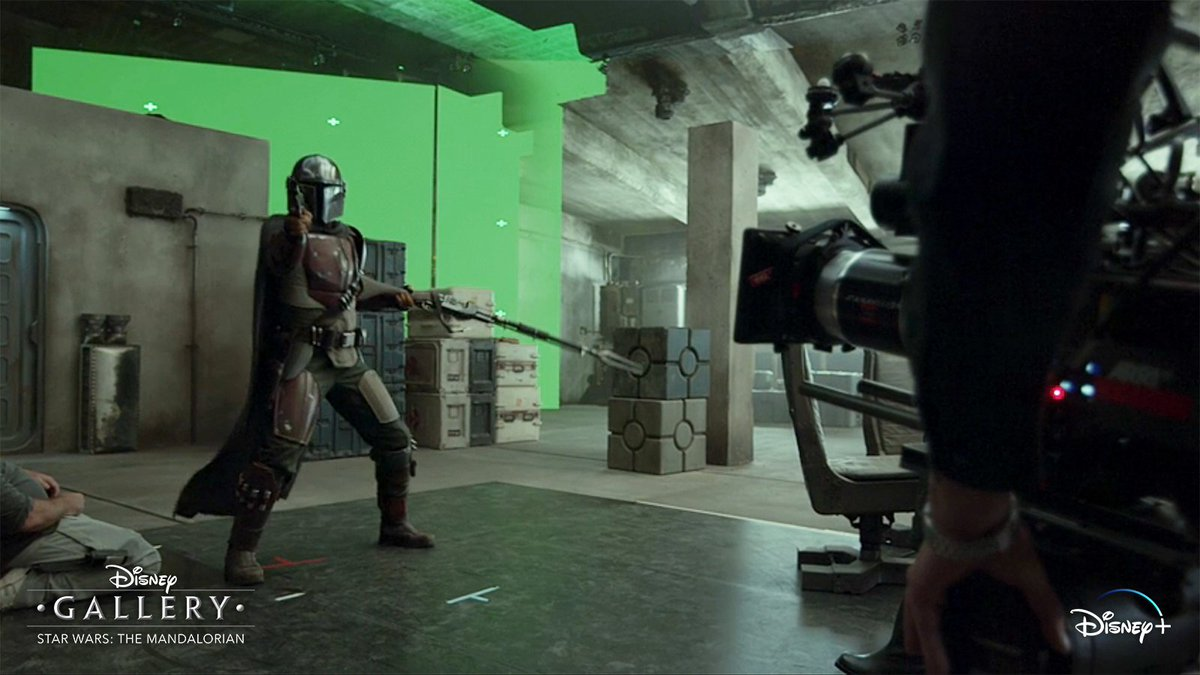 Disney
·GALLERY·
STAR WARS: THE MANDALORIAN
Disney+